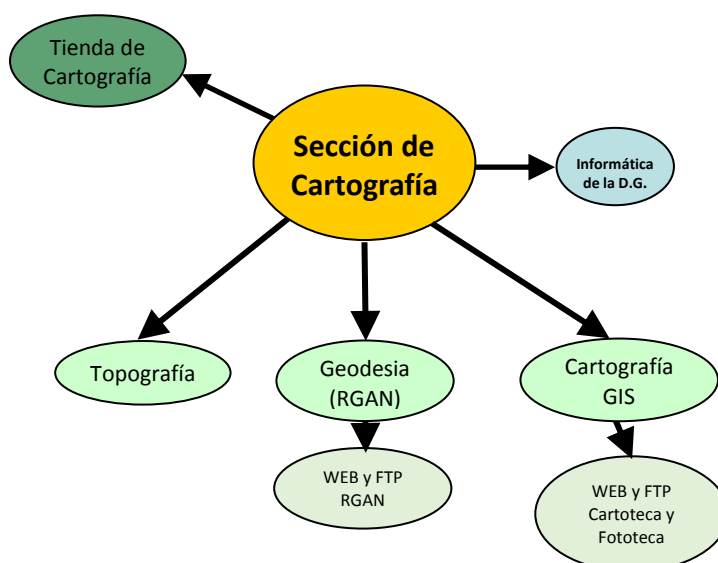 Tienda de
Cartografía
Sección de
Cartografía
Informática
de la D.G.
Topografía
Geodesia
(RGAN)
Cartografía
GIS
WEB y FTP
RGAN
WEB y FTP
Cartoteca y
Fototeca